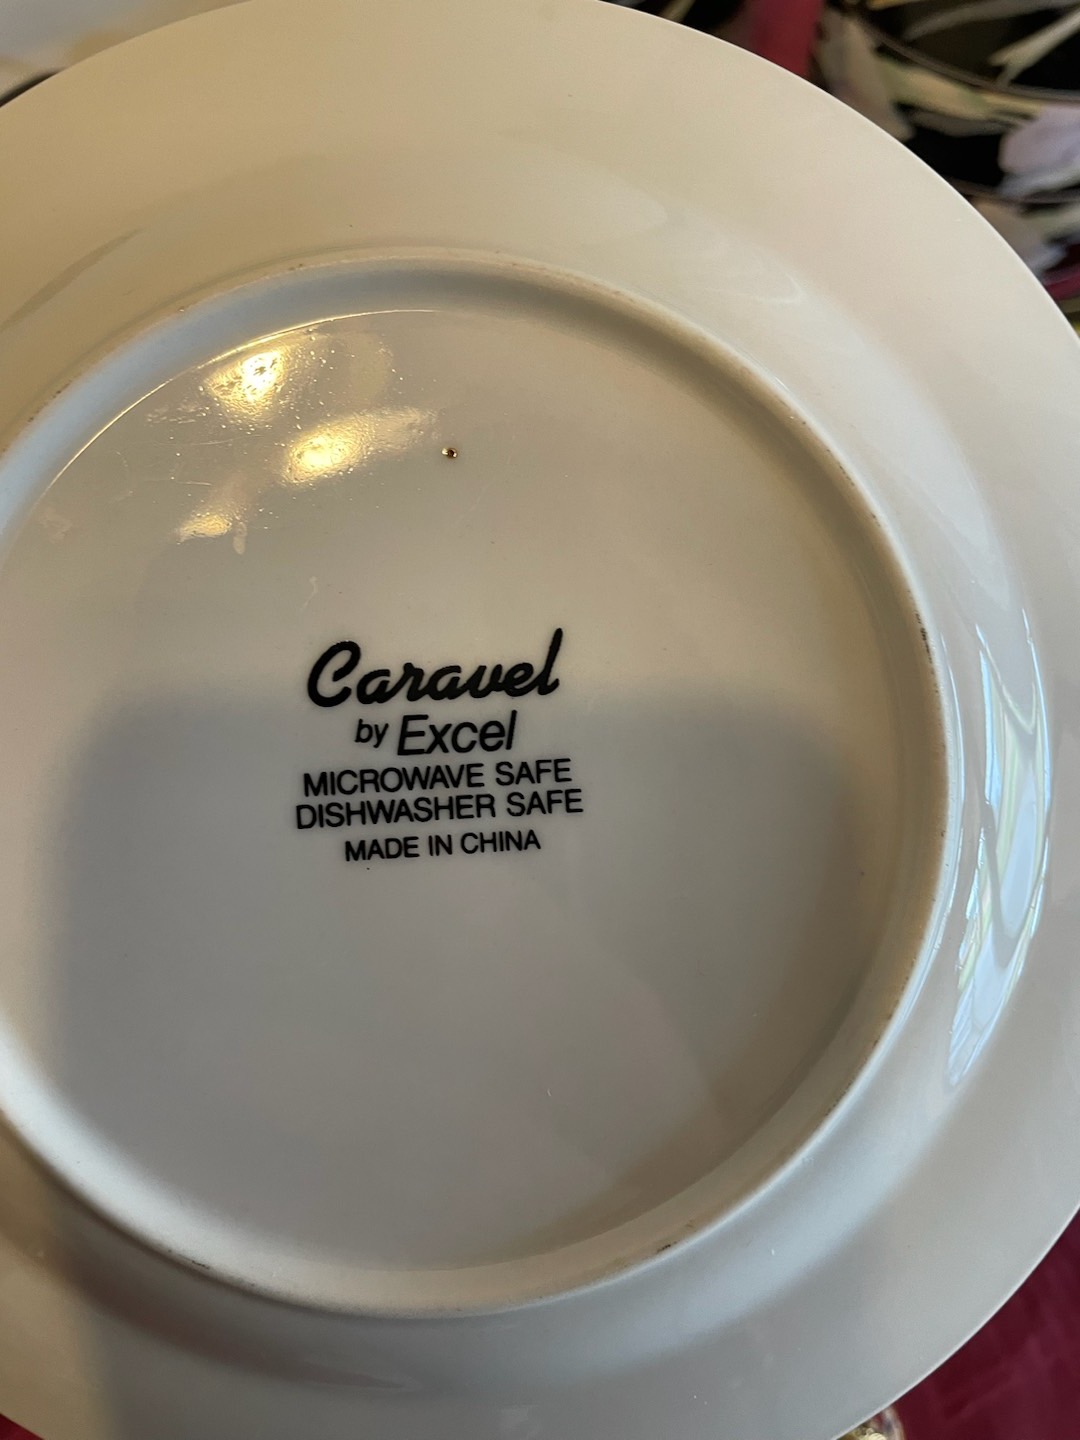 Caravel
by Excel
MICROWAVE SAFE
DISHWASHER SAFE
MADE IN CHINA